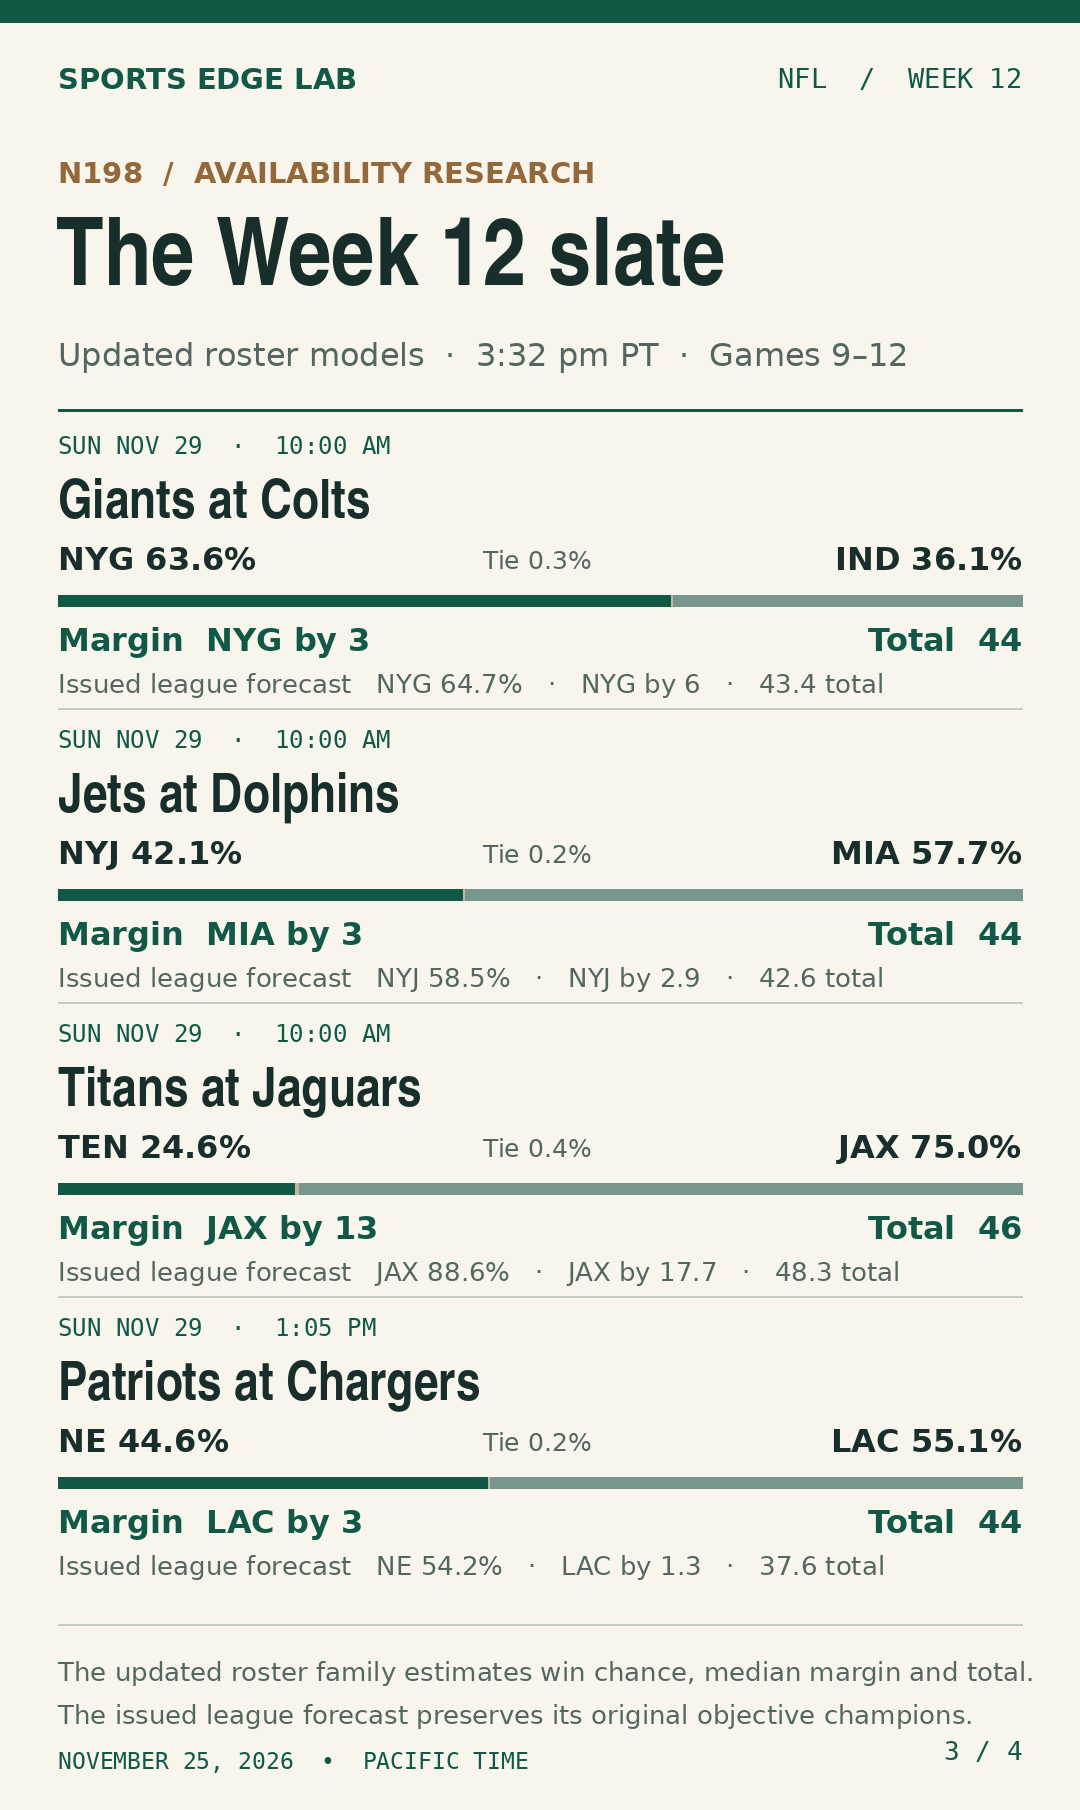 SPORTS EDGE LAB
NFL / WEEK 12
N198 / AVAILABILITY RESEARCH
The Week 12 slate
Updated roster models · 3:32 pm PT · Games 9–12
SUN NOV 29 · 10:00 AM
Giants at Colts
NYG 63.6% Tie 0.3% IND 36.1%
Margin NYG by 3 Total 44
Issued league forecast NYG 64.7% · NYG by 6 · 43.4 total
SUN NOV 29 · 10:00 AM
Jets at Dolphins
NYJ 42.1% Tie 0.2% MIA 57.7%
Margin MIA by 3 Total 44
Issued league forecast NYJ 58.5% · NYJ by 2.9 · 42.6 total
SUN NOV 29 · 10:00 AM
Titans at Jaguars
TEN 24.6% Tie 0.4% JAX 75.0%
Margin JAX by 13 Total 46
Issued league forecast JAX 88.6% · JAX by 17.7 · 48.3 total
SUN NOV 29 · 1:05 PM
Patriots at Chargers
NE 44.6% Tie 0.2% LAC 55.1%
Margin LAC by 3 Total 44
Issued league forecast NE 54.2% · LAC by 1.3 · 37.6 total
The updated roster family estimates win chance, median margin and total.
The issued league forecast preserves its original objective champions.
NOVEMBER 25, 2026 • PACIFIC TIME
3 / 4